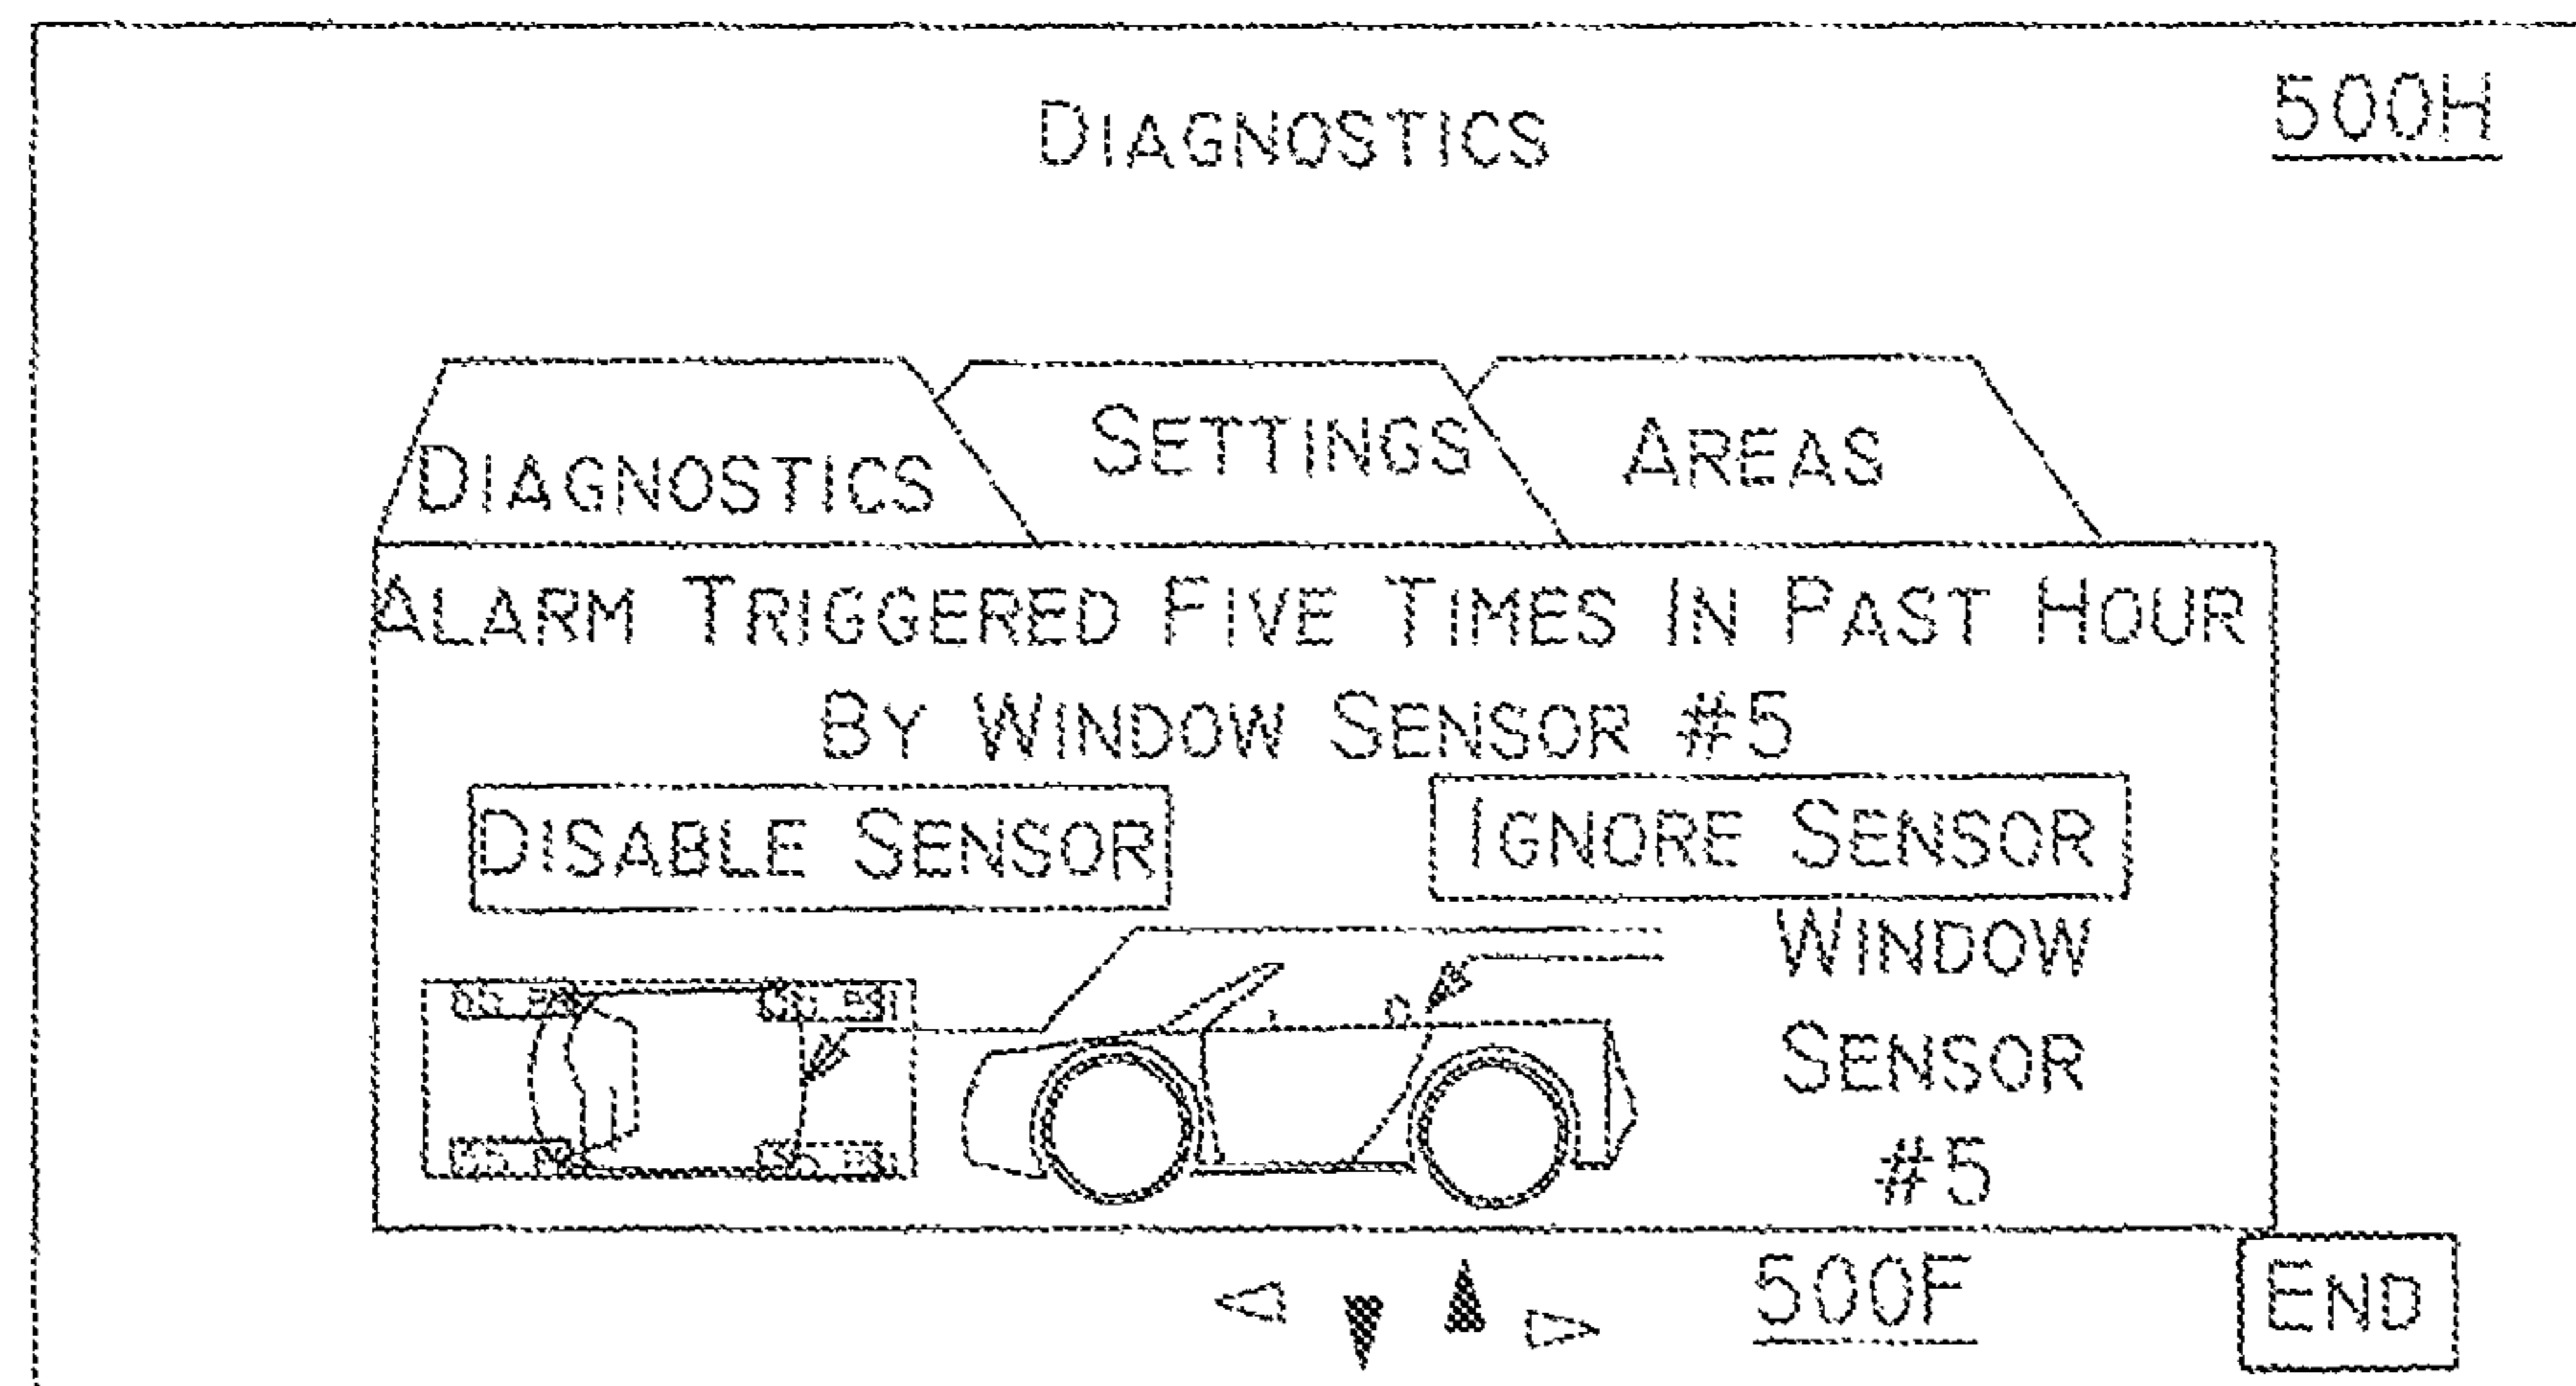 DIAGNOSTICS
500H
DIAGNOSTICS
SETTINGS
AREAS
ALARM TRIGGERED FIVE TIMES IN PAST HOUR
BY WINDOW SENSOR #5
DISABLE SENSOR
IGNORE SENSOR
WINDOW
SENSOR
#5
500F
END